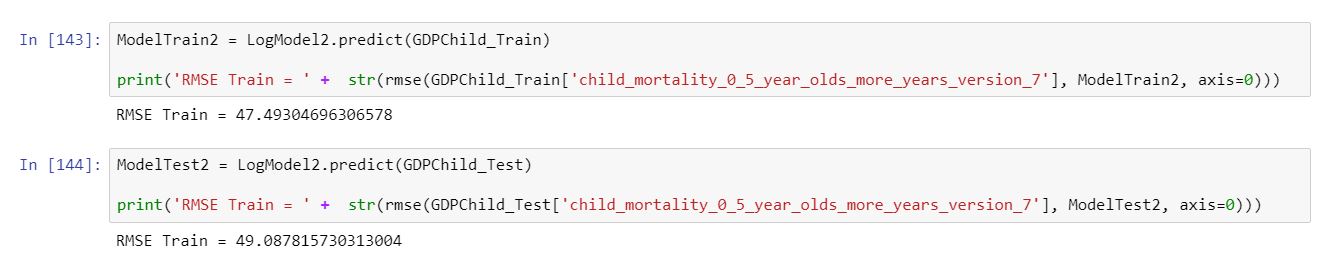 In [143]: ModelTrain2 = LogModel2.predict(GDPChild_Train)
print('RMSE Train = ' + str(rmse(GDPChild_Train['child_mortality_0_5_year_olds_more_years_version_7'], ModelTrain2, axis=0)))
RMSE Train = 47.49304696306578
In [144]: ModelTest2 = LogModel2.predict(GDPChild_Test)
print('RMSE Train = ' + str(rmse(GDPChild_Test['child_mortality_0_5_year_olds_more_years_version_7'], ModelTest2, axis=0)))
RMSE Train = 49.087815730313004